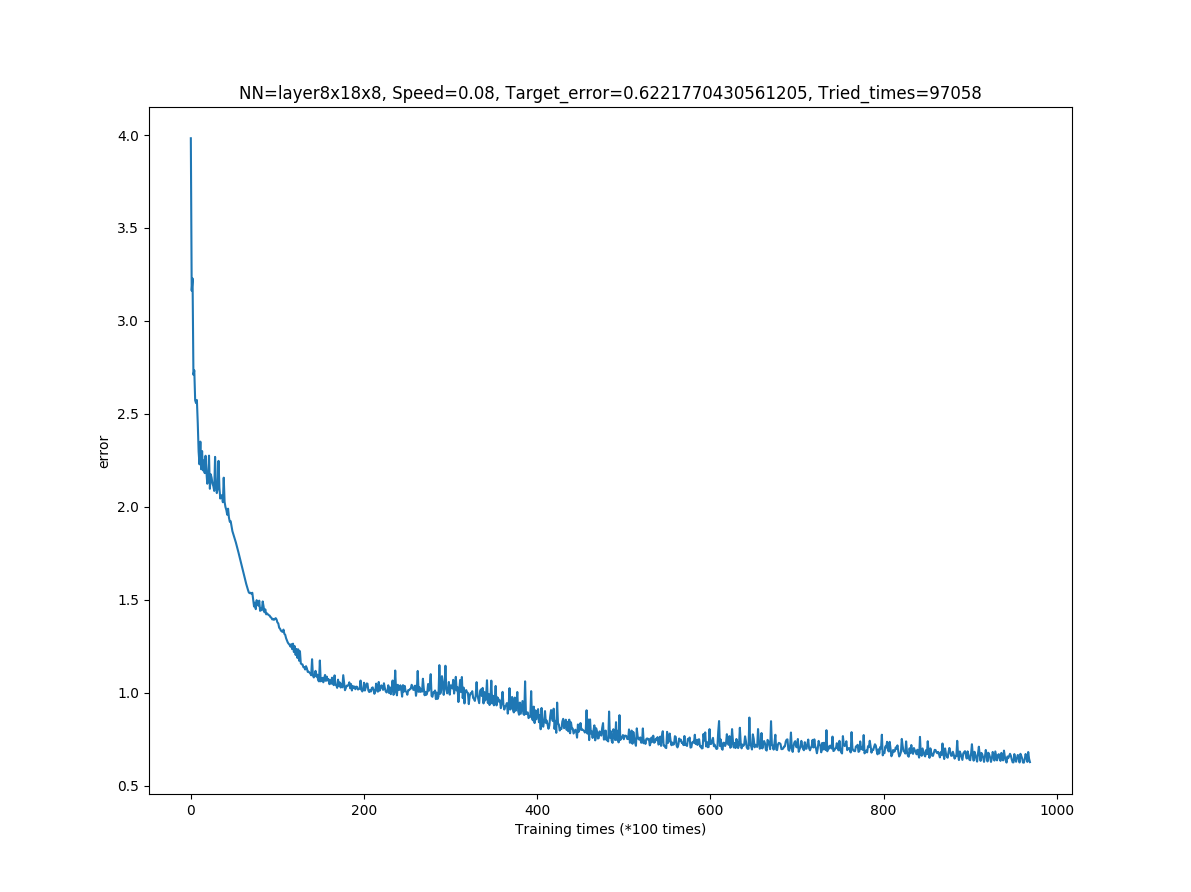 NN=layer8x18x8, Speed=0.08, Target_error=0.6221770430561205, Tried_times=97058
4.0
3.5
3.0
2.5
2.0
1.5
1.0
0.5
error
0 200 400 600 800 1000
Training times (*100 times)